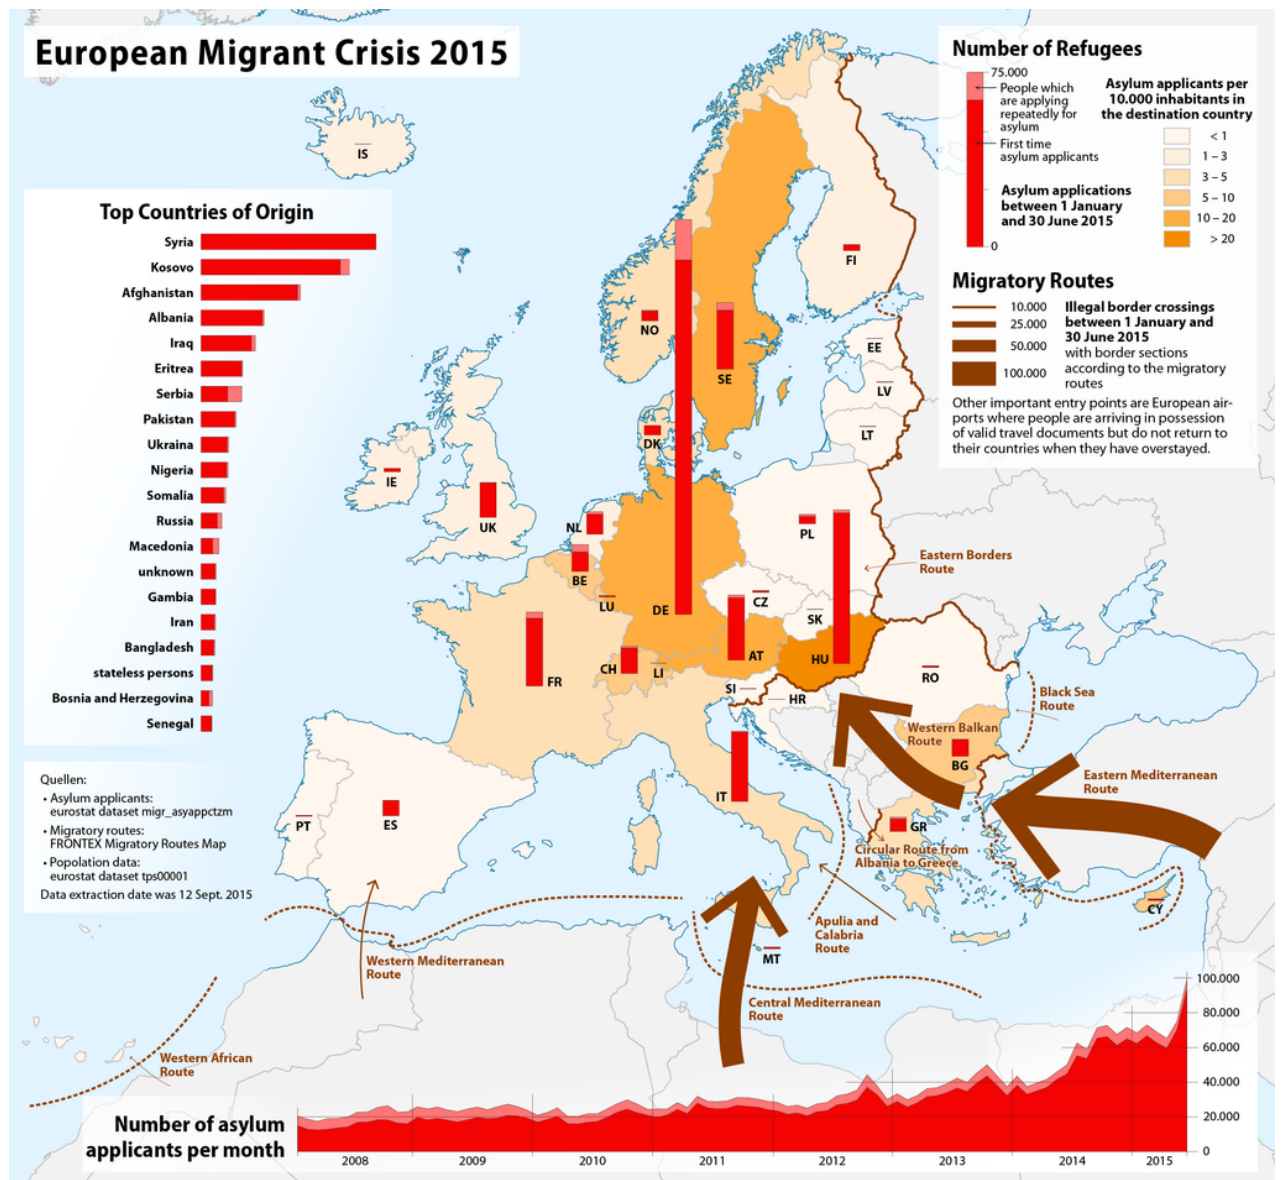 European Migrant Crisis 2015
Number of Refugees
75.000
People which
are applying
repeatedly for
asylum
First time
asylum applicants
Asylum applications
between 1 January
and 30 June 2015
0
Asylum applicants per
10.000 inhabitants in
the destination country
< 1
1 – 3
3 – 5
5 – 10
10 – 20
> 20
Migratory Routes
10.000
25.000
50.000
100.000
Illegal border crossings
between 1 January and
30 June 2015
with border sections
according to the migratory
routes
Other important entry points are European air-
ports where people are arriving in possession
of valid travel documents but do not return to
their countries when they have overstayed.
Top Countries of Origin
Syria
Kosovo
Afghanistan
Albania
Iraq
Eritrea
Serbia
Pakistan
Ukraina
Nigeria
Somalia
Russia
Macedonia
unknown
Gambia
Iran
Bangladesh
stateless persons
Bosnia and Herzegovina
Senegal
Quellen:
• Asylum applicants:
eurostat dataset migr_asyappctzm
• Migratory routes:
FRONTEX Migratory Routes Map
• Popolation data:
eurostat dataset tps00001
Data extraction date was 12 Sept. 2015
IS
FI
NO
SE
EE
LV
LT
DK
IE
UK
NL
BE
LU
DE
PL
CZ
SK
AT
HU
CH
LI
FR
SI
HR
RO
BG
IT
GR
PT
ES
MT
CY
Eastern Borders
Route
Black Sea
Route
Western Balkan
Route
Eastern Mediterranean
Route
Circular Route from
Albania to Greece
Apulia and
Calabria
Route
Western Mediterranean
Route
Central Mediterranean
Route
Western African
Route
Number of asylum
applicants per month
100.000
80.000
60.000
40.000
20.000
0
2008
2009
2010
2011
2012
2013
2014
2015